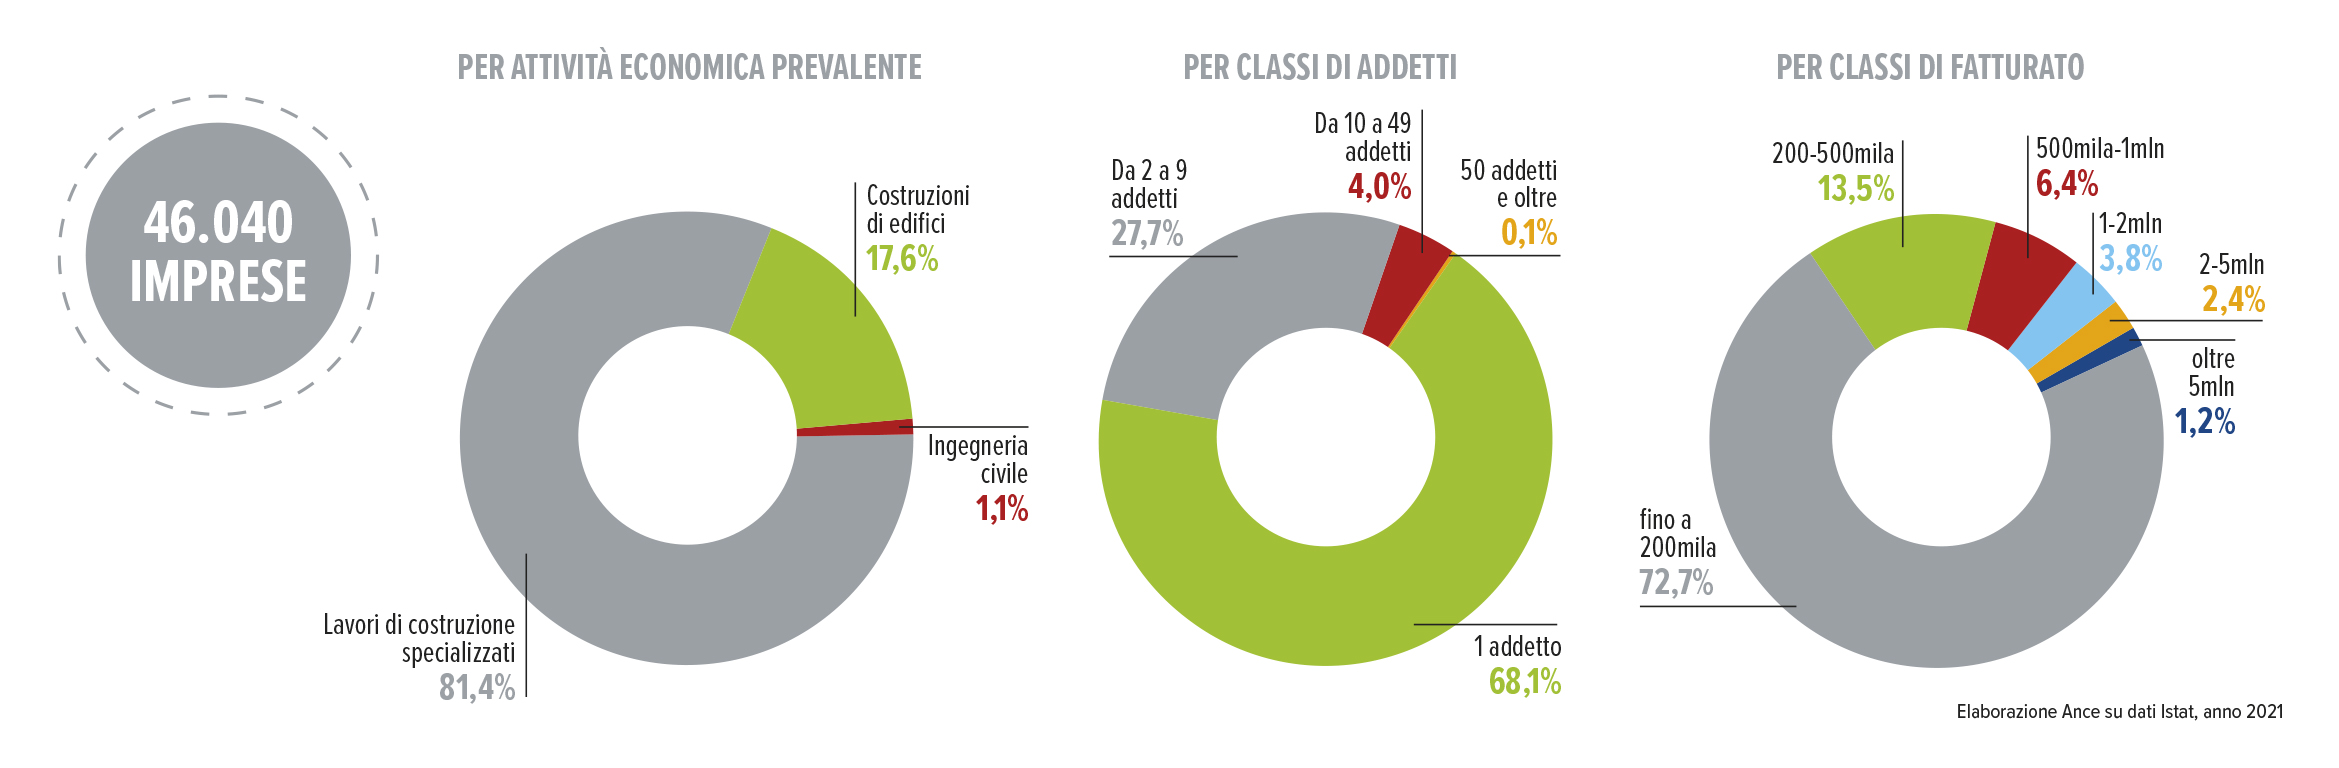 46.040
IMPRESE
PER ATTIVITÀ ECONOMICA PREVALENTE
Costruzioni
di edifici
17,6%
Ingegneria
civile
1,1%
Lavori di costruzione
specializzati
81,4%
PER CLASSI DI ADDETTI
Da 2 a 9
addetti
27,7%
Da 10 a 49
addetti
4,0%
50 addetti
e oltre
0,1%
1 addetto
68,1%
PER CLASSI DI FATTURATO
200-500mila
13,5%
500mila-1mln
6,4%
1-2mln
3,8%
2-5mln
2,4%
oltre
5mln
1,2%
fino a
200mila
72,7%
Elaborazione Ance su dati Istat, anno 2021